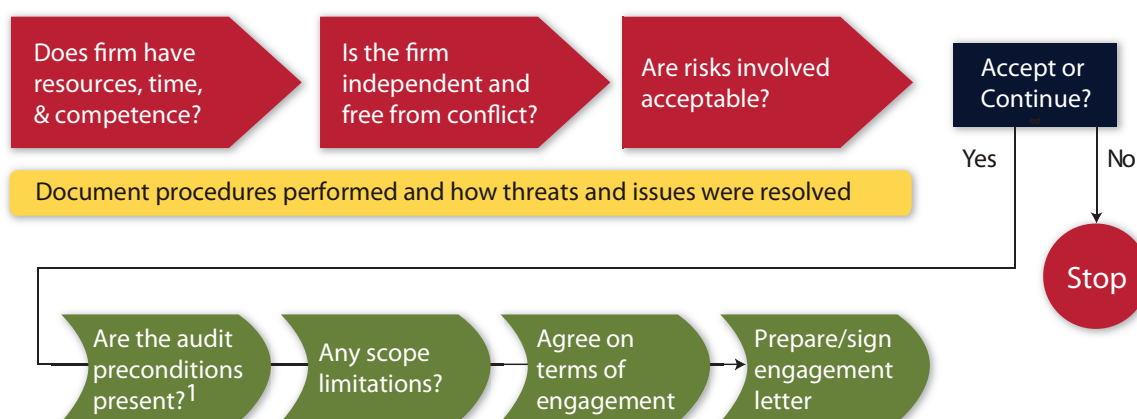 Does firm have
resources, time,
& competence?
Is the firm
independent and
free from conflict?
Are risks involved
acceptable?
Accept or
Continue?
Yes
No
Document procedures performed and how threats and issues were resolved
Stop
Are the audit
preconditions
present?1
Any scope
limitations?
Agree on
terms of
engagement
Prepare/sign
engagement
letter